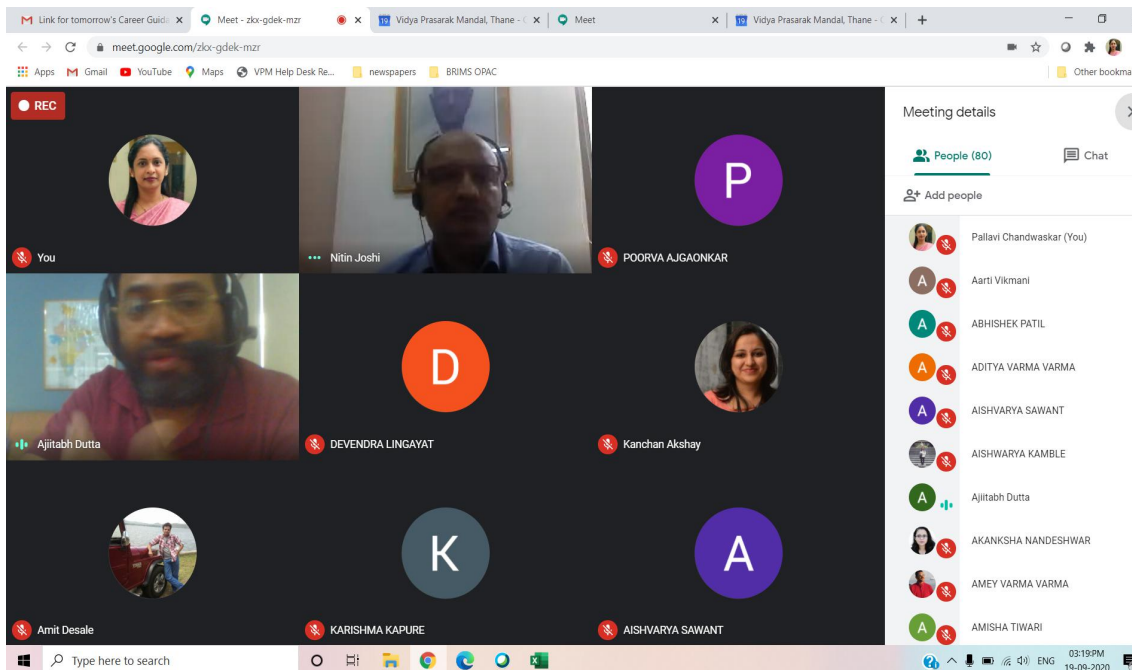 Link for tomorrow's Career Guida
Meet - zkx-gdek-mzr
Vidya Prasarak Mandal, Thane -
Meet
Vidya Prasarak Mandal, Thane -
meet.google.com/zkx-gdek-mzr
Apps
Gmail
YouTube
Maps
VPM Help Desk Re...
newspapers
BRIMS OPAC
Other bookma
REC
You
Nitin Joshi
P
POORVA AJGAONKAR
Ajiitabh Dutta
D
DEVENDRA LINGAYAT
Kanchan Akshay
Amit Desale
K
KARISHMA KAPURE
A
AISHVARYA SAWANT
Meeting details
People (80)
Chat
Add people
Pallavi Chandwaskar (You)
A
Aarti Vikmani
A
ABHISHEK PATIL
A
ADITYA VARMA VARMA
A
AISHVARYA SAWANT
AISHWARYA KAMBLE
A
Ajiitabh Dutta
AKANKSHA NANDESHWAR
AMEY VARMA VARMA
A
AMISHA TIWARI
Type here to search
ENG
03:19PM
19-09-2020